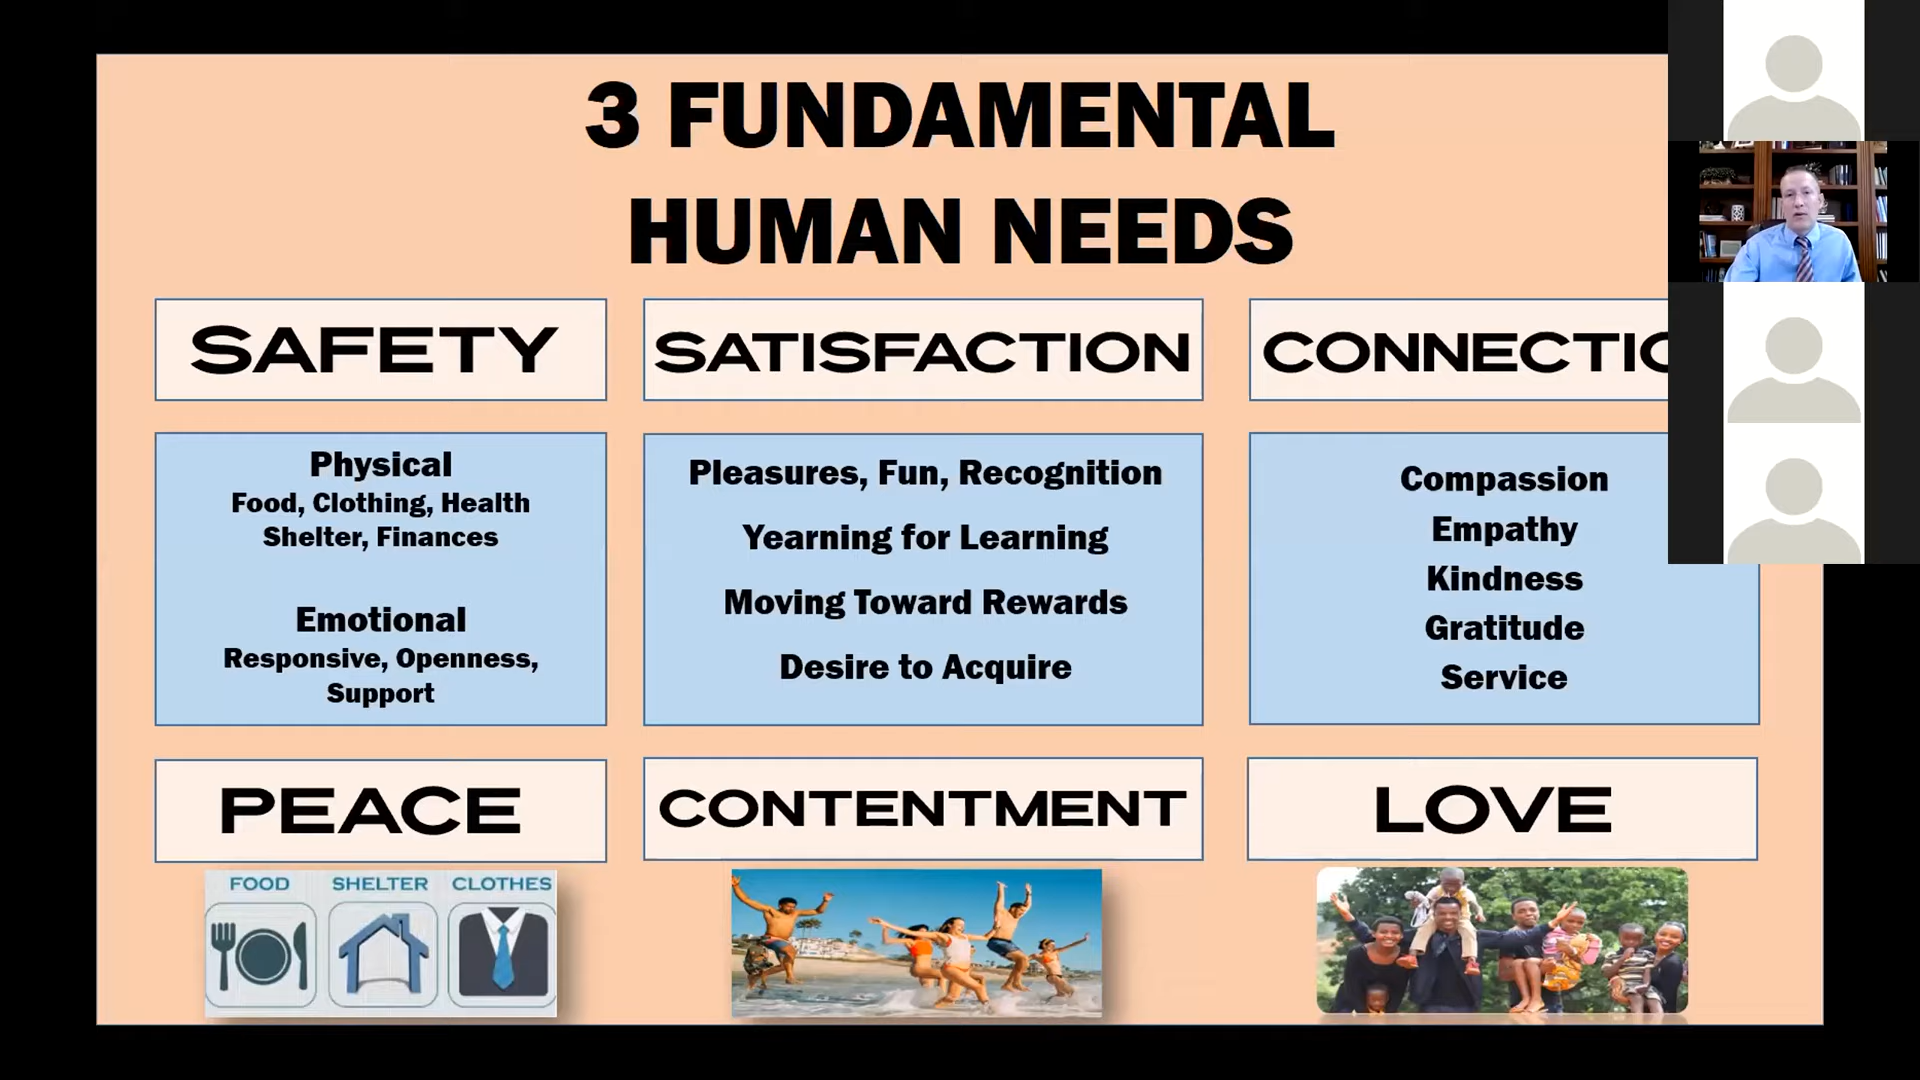 3 FUNDAMENTAL
HUMAN NEEDS
SAFETY
SATISFACTION
CONNECTIO
Physical
Food, Clothing, Health
Shelter, Finances
Emotional
Responsive, Openness,
Support
Pleasures, Fun, Recognition
Yearning for Learning
Moving Toward Rewards
Desire to Acquire
Compassion
Empathy
Kindness
Gratitude
Service
PEACE
CONTENTMENT
LOVE
FOOD SHELTER CLOTHES